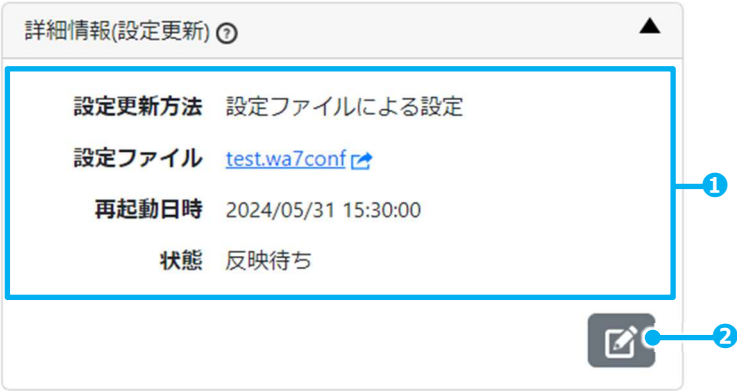 詳細情報(設定更新) ?
設定更新方法 設定ファイルによる設定
設定ファイル test.wa7conf
1
再起動日時 2024/05/31 15:30:00
状態 反映待ち
2